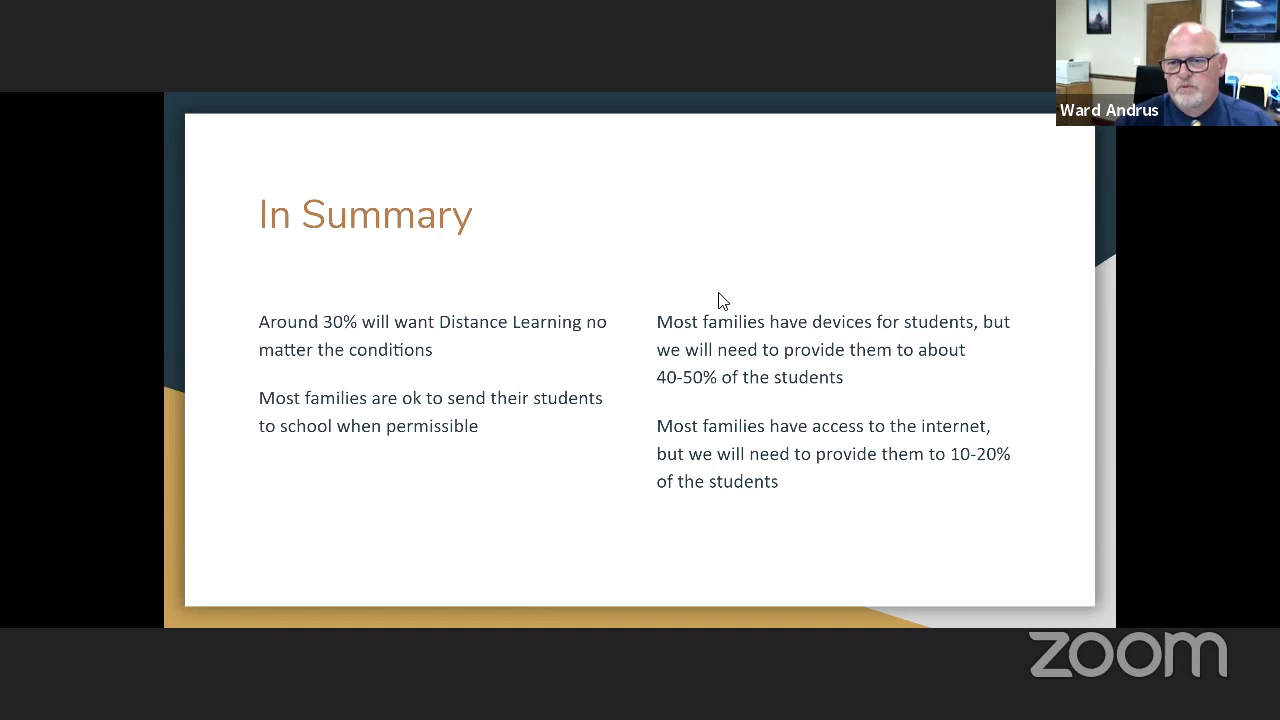 Ward Andrus
In Summary
Around 30% will want Distance Learning no
matter the conditions
Most families are ok to send their students
to school when permissible
Most families have devices for students, but
we will need to provide them to about
40-50% of the students
Most families have access to the internet,
but we will need to provide them to 10-20%
of the students
zoom